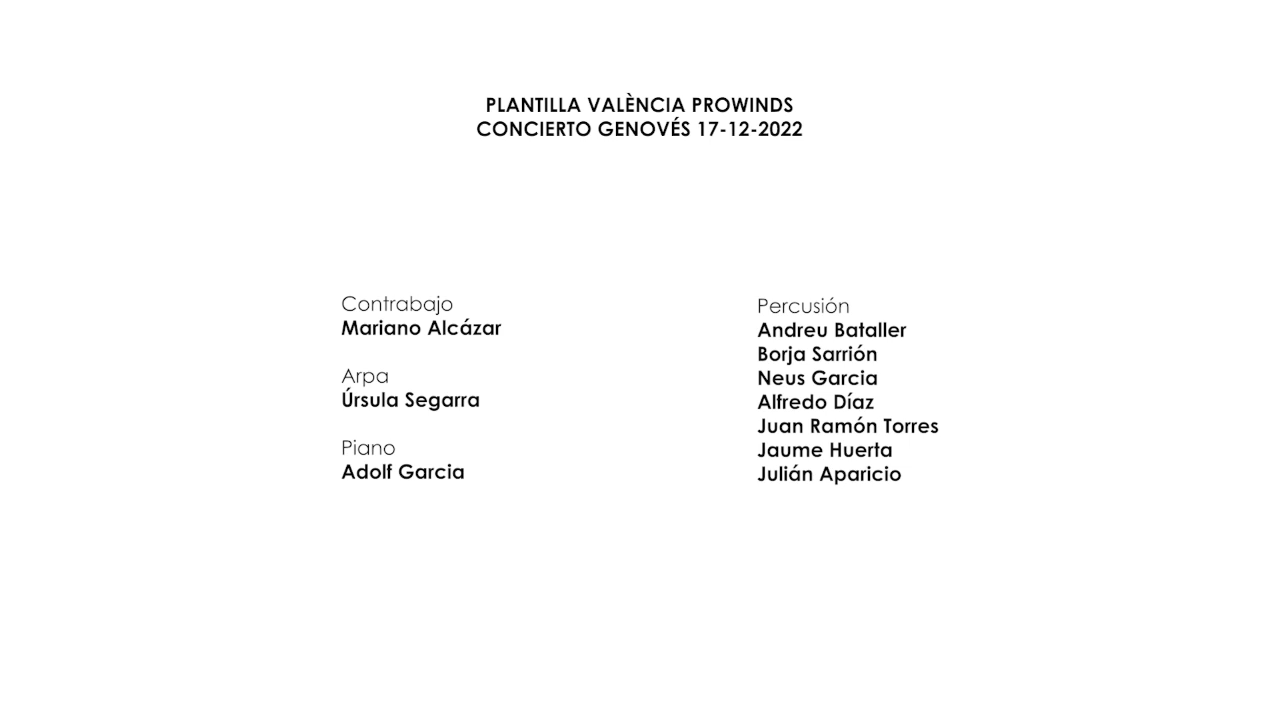 PLANTILLA VALÈNCIA PROWINDS
CONCIERTO GENOVÉS 17-12-2022
Contrabajo
Mariano Alcázar
Arpa
Úrsula Segarra
Piano
Adolf Garcia
Percusión
Andreu Bataller
Borja Sarrión
Neus Garcia
Alfredo Díaz
Juan Ramón Torres
Jaume Huerta
Julián Aparicio